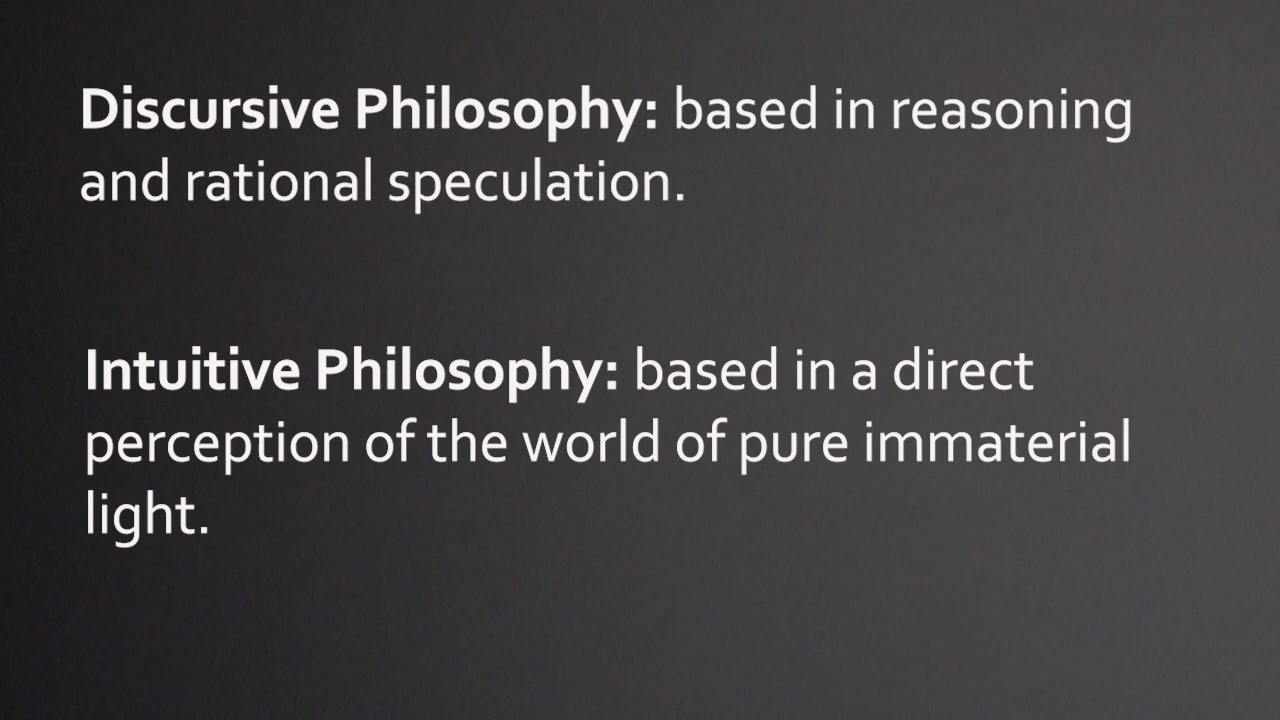 Discursive Philosophy: based in reasoning
and rational speculation.
Intuitive Philosophy: based in a direct
perception of the world of pure immaterial
light.